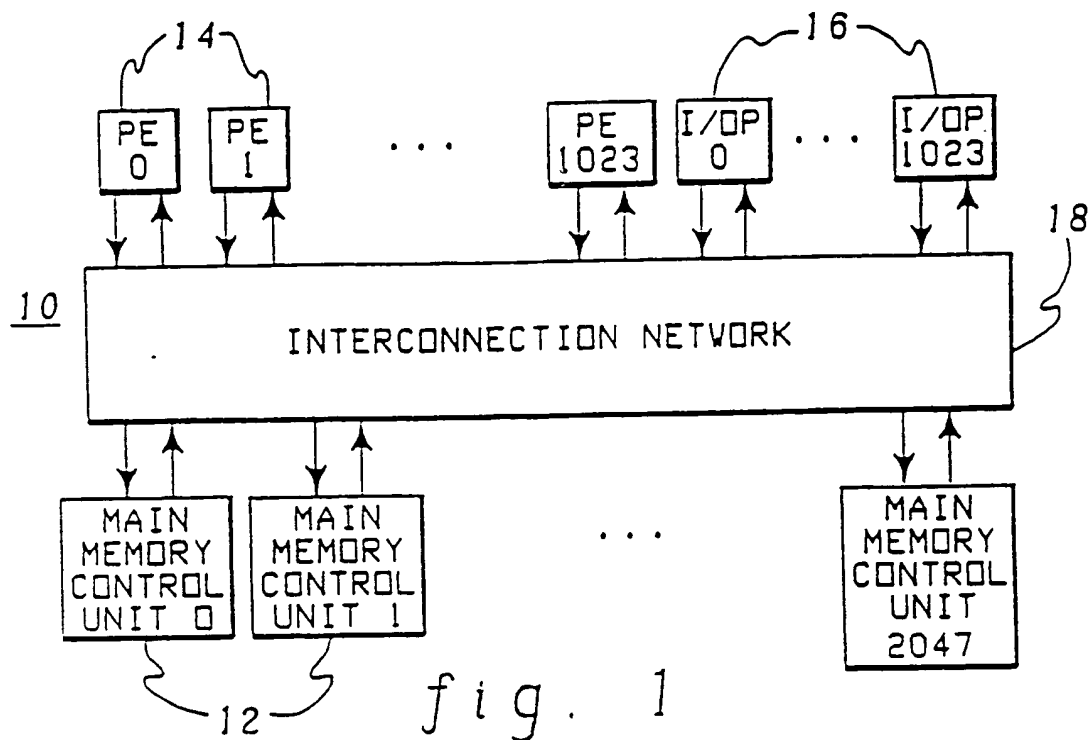 14
16
PE
0
PE
1
. . .
PE
1023
I/OP
0
. . .
I/OP
1023
18
10
INTERCONNECTION NETWORK
MAIN
MEMORY
CONTROL
UNIT 0
MAIN
MEMORY
CONTROL
UNIT 1
. . .
MAIN
MEMORY
CONTROL
UNIT
2047
12
fig. 1